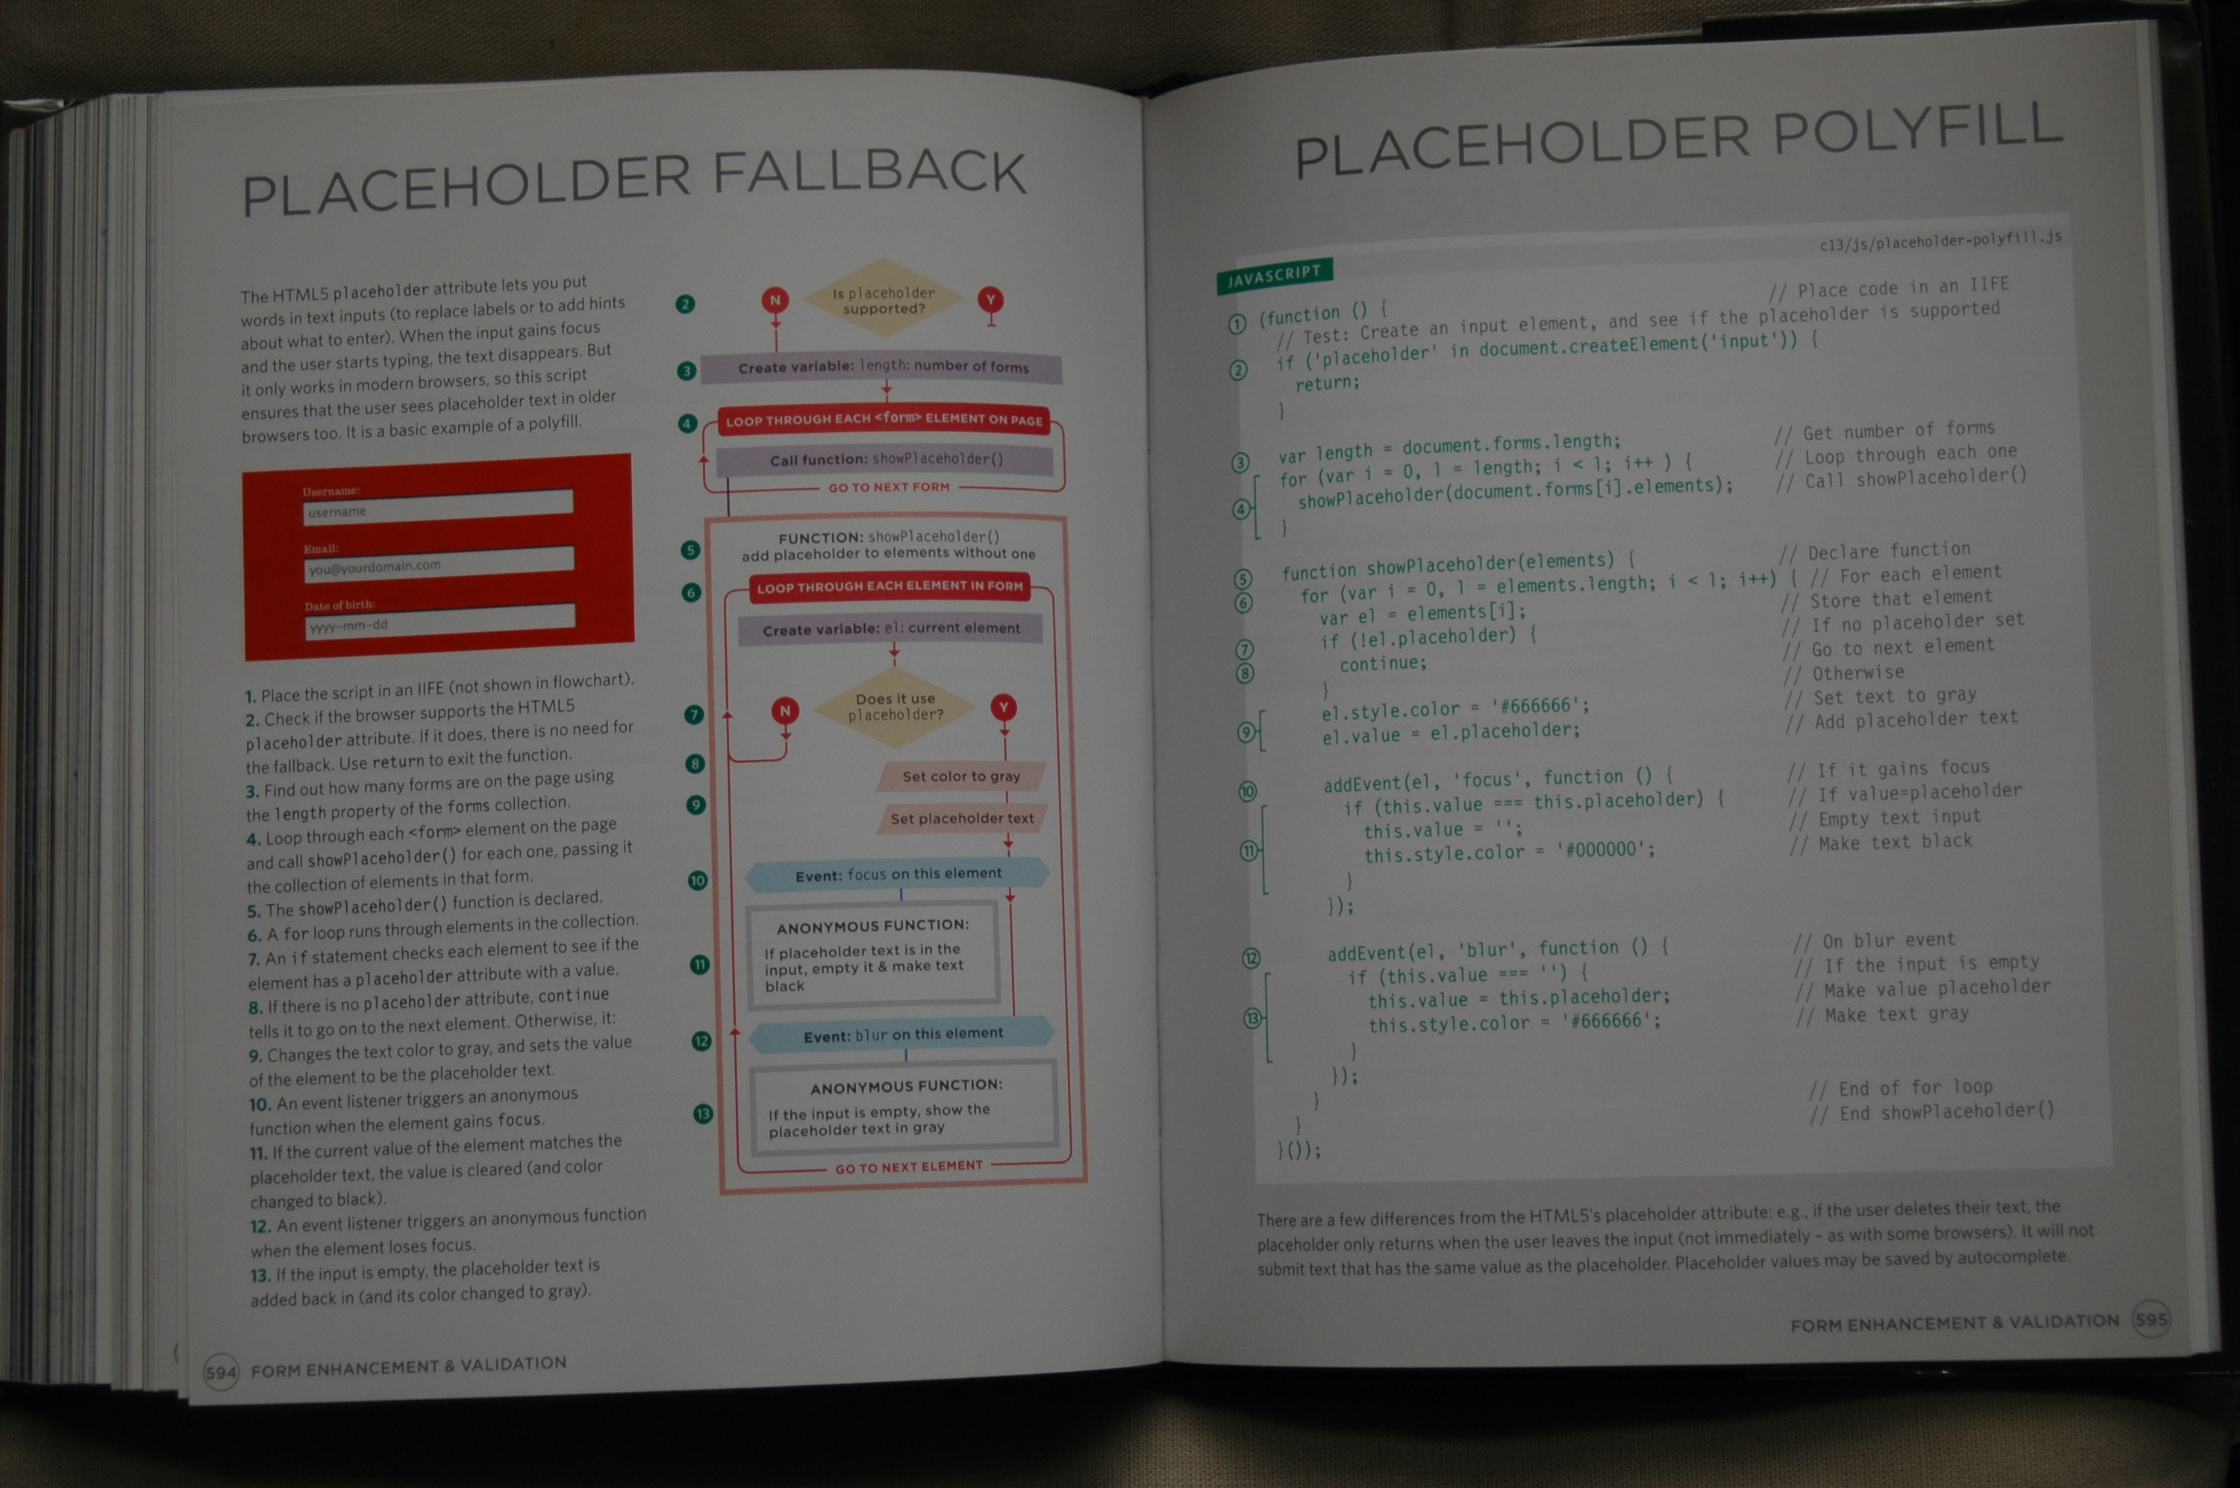 PLACEHOLDER FALLBACK
The HTML5 placeholder attribute lets you put
words in text inputs (to replace labels or to add hints
about what to enter). When the input gains focus
and the user starts typing, the text disappears. But
it only works in modern browsers, so this script
ensures that the user sees placeholder text in older
browsers too. It is a basic example of a polyfill.
Username:
username
Email:
you@yourdomain.com
Date of birth:
yyyy-mm-dd
1. Place the script in an IIFE (not shown in flowchart).
2. Check if the browser supports the HTML5
placeholder attribute. If it does, there is no need for
the fallback. Use return to exit the function.
3. Find out how many forms are on the page using
the length property of the forms collection.
4. Loop through each <form> element on the page
and call showPlaceholder() for each one, passing it
the collection of elements in that form.
5. The showPlaceholder() function is declared.
6. A for loop runs through elements in the collection.
7. An if statement checks each element to see if the
element has a placeholder attribute with a value.
8. If there is no placeholder attribute, continue
tells it to go on to the next element. Otherwise, it:
9. Changes the text color to gray, and sets the value
of the element to be the placeholder text.
10. An event listener triggers an anonymous
function when the element gains focus.
11. If the current value of the element matches the
placeholder text, the value is cleared (and color
changed to black).
12. An event listener triggers an anonymous function
when the element loses focus.
13. If the input is empty, the placeholder text is
added back in (and its color changed to gray).
2 N Is placeholder Y
supported?
3 Create variable: length: number of forms
4 LOOP THROUGH EACH <form> ELEMENT ON PAGE
Call function: showPlaceholder()
GO TO NEXT FORM
5 FUNCTION: showPlaceholder()
add placeholder to elements without one
6 LOOP THROUGH EACH ELEMENT IN FORM
Create variable: el: current element
7 N Does it use Y
placeholder?
8 Set color to gray
9 Set placeholder text
10 Event: focus on this element
ANONYMOUS FUNCTION:
11 If placeholder text is in the
input, empty it & make text
black
12 Event: blur on this element
ANONYMOUS FUNCTION:
13 If the input is empty, show the
placeholder text in gray
GO TO NEXT ELEMENT
594 FORM ENHANCEMENT & VALIDATION
PLACEHOLDER POLYFILL
c13/js/placeholder-polyfill.js
JAVASCRIPT
1 (function () { // Place code in an IIFE
// Test: Create an input element, and see if the placeholder is supported
2 if ('placeholder' in document.createElement('input')) {
return;
}
3 var length = document.forms.length; // Get number of forms
for (var i = 0, l = length; i < l; i++ ) { // Loop through each one
4 showPlaceholder(document.forms[i].elements); // Call showPlaceholder()
}
5 function showPlaceholder(elements) { // Declare function
6 for (var i = 0, l = elements.length; i < l; i++) { // For each element
var el = elements[i]; // Store that element
7 if (!el.placeholder) { // If no placeholder set
8 continue; // Go to next element
} // Otherwise
9 el.style.color = '#666666'; // Set text to gray
el.value = el.placeholder; // Add placeholder text
10 addEvent(el, 'focus', function () { // If it gains focus
if (this.value === this.placeholder) { // If value=placeholder
11 this.value = ''; // Empty text input
this.style.color = '#000000'; // Make text black
}
});
12 addEvent(el, 'blur', function () { // On blur event
if (this.value === '') { // If the input is empty
13 this.value = this.placeholder; // Make value placeholder
this.style.color = '#666666'; // Make text gray
}
});
} // End of for loop
} // End showPlaceholder()
}());
There are a few differences from the HTML5's placeholder attribute: e.g., if the user deletes their text, the
placeholder only returns when the user leaves the input (not immediately – as with some browsers). It will not
submit text that has the same value as the placeholder. Placeholder values may be saved by autocomplete.
FORM ENHANCEMENT & VALIDATION 595